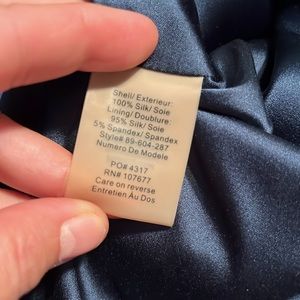 Shell/ Exterieur:
100% Silk/ Soie
Lining/ Doublure:
95% Silk/ Soie
5% Spandex/ Spandex
Style# 89-604-287
Numero De Modele
PO# 4317
RN# 107677
Care on reverse
Entretien Au Dos